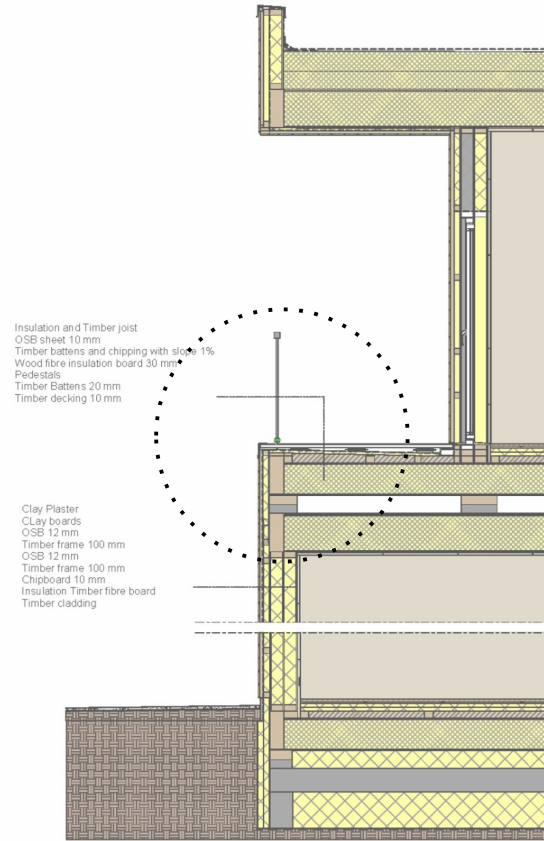 Insulation and Timber joist
OSB sheet 10 mm
Timber battens and chipping with slope 1%
Wood fibre insulation board 30 mm
Pedestals
Timber Battens 20 mm
Timber decking 10 mm
Clay Plaster
CLay boards
OSB 12 mm
Timber frame 100 mm
OSB 12 mm
Timber frame 100 mm
Chipboard 10 mm
Insulation Timber fibre board
Timber cladding